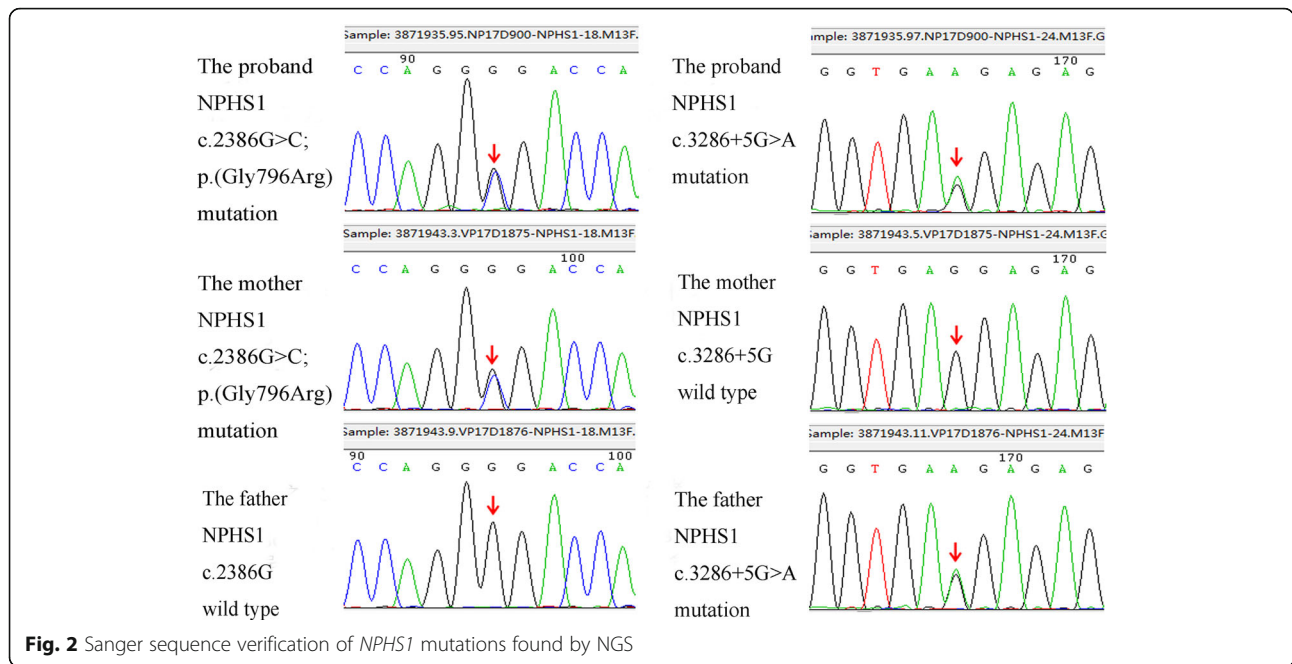 Sample: 3871935.95.NP17D900-NPHS1-18.M13F.
90
C C A G G G G A C C A
The proband
NPHS1
c.2386G>C;
p.(Gly796Arg)
mutation
Sample: 3871935.97.NP17D900-NPHS1-24.M13F.G
170
G G T G A A G A G A G
The proband
NPHS1
c.3286+5G>A
mutation
Sample: 3871943.3.VP17D1875-NPHS1-18.M13F
100
C C A G G G G A C C A
The mother
NPHS1
c.2386G>C;
p.(Gly796Arg)
mutation
Sample: 3871943.5.VP17D1875-NPHS1-24.M13F.G
170
G G T G A G G A G A G
The mother
NPHS1
c.3286+5G
wild type
Sample: 3871943.9.VP17D1876-NPHS1-18.M13F.
90 100
C C A G G G G A C C A
The father
NPHS1
c.2386G
wild type
Sample: 3871943.11.VP17D1876-NPHS1-24.M13F
170
G G T G A A G A G A G
The father
NPHS1
c.3286+5G>A
mutation
Fig. 2 Sanger sequence verification of NPHS1 mutations found by NGS